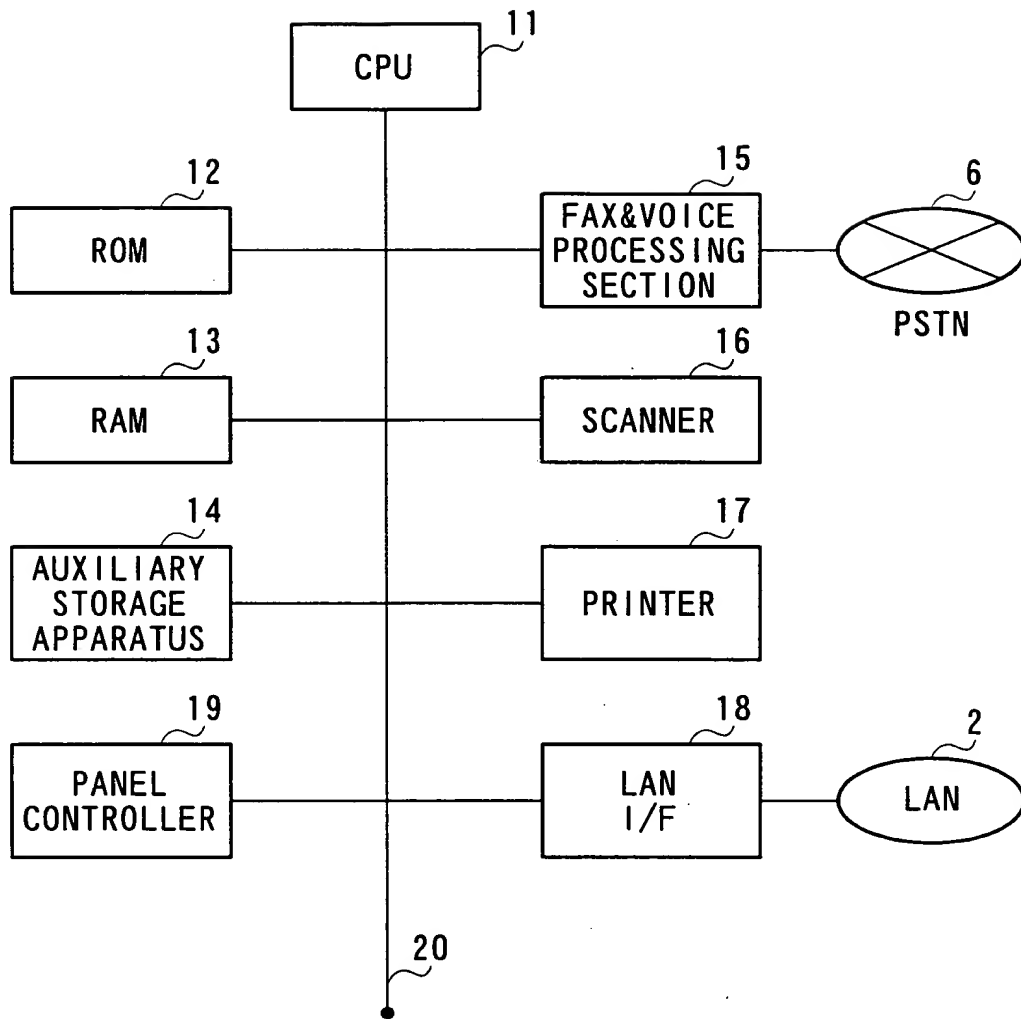 11
CPU
12
ROM
15
FAX&VOICE
PROCESSING
SECTION
6
PSTN
13
RAM
16
SCANNER
14
AUXILIARY
STORAGE
APPARATUS
17
PRINTER
19
PANEL
CONTROLLER
18
LAN
I/F
2
LAN
20